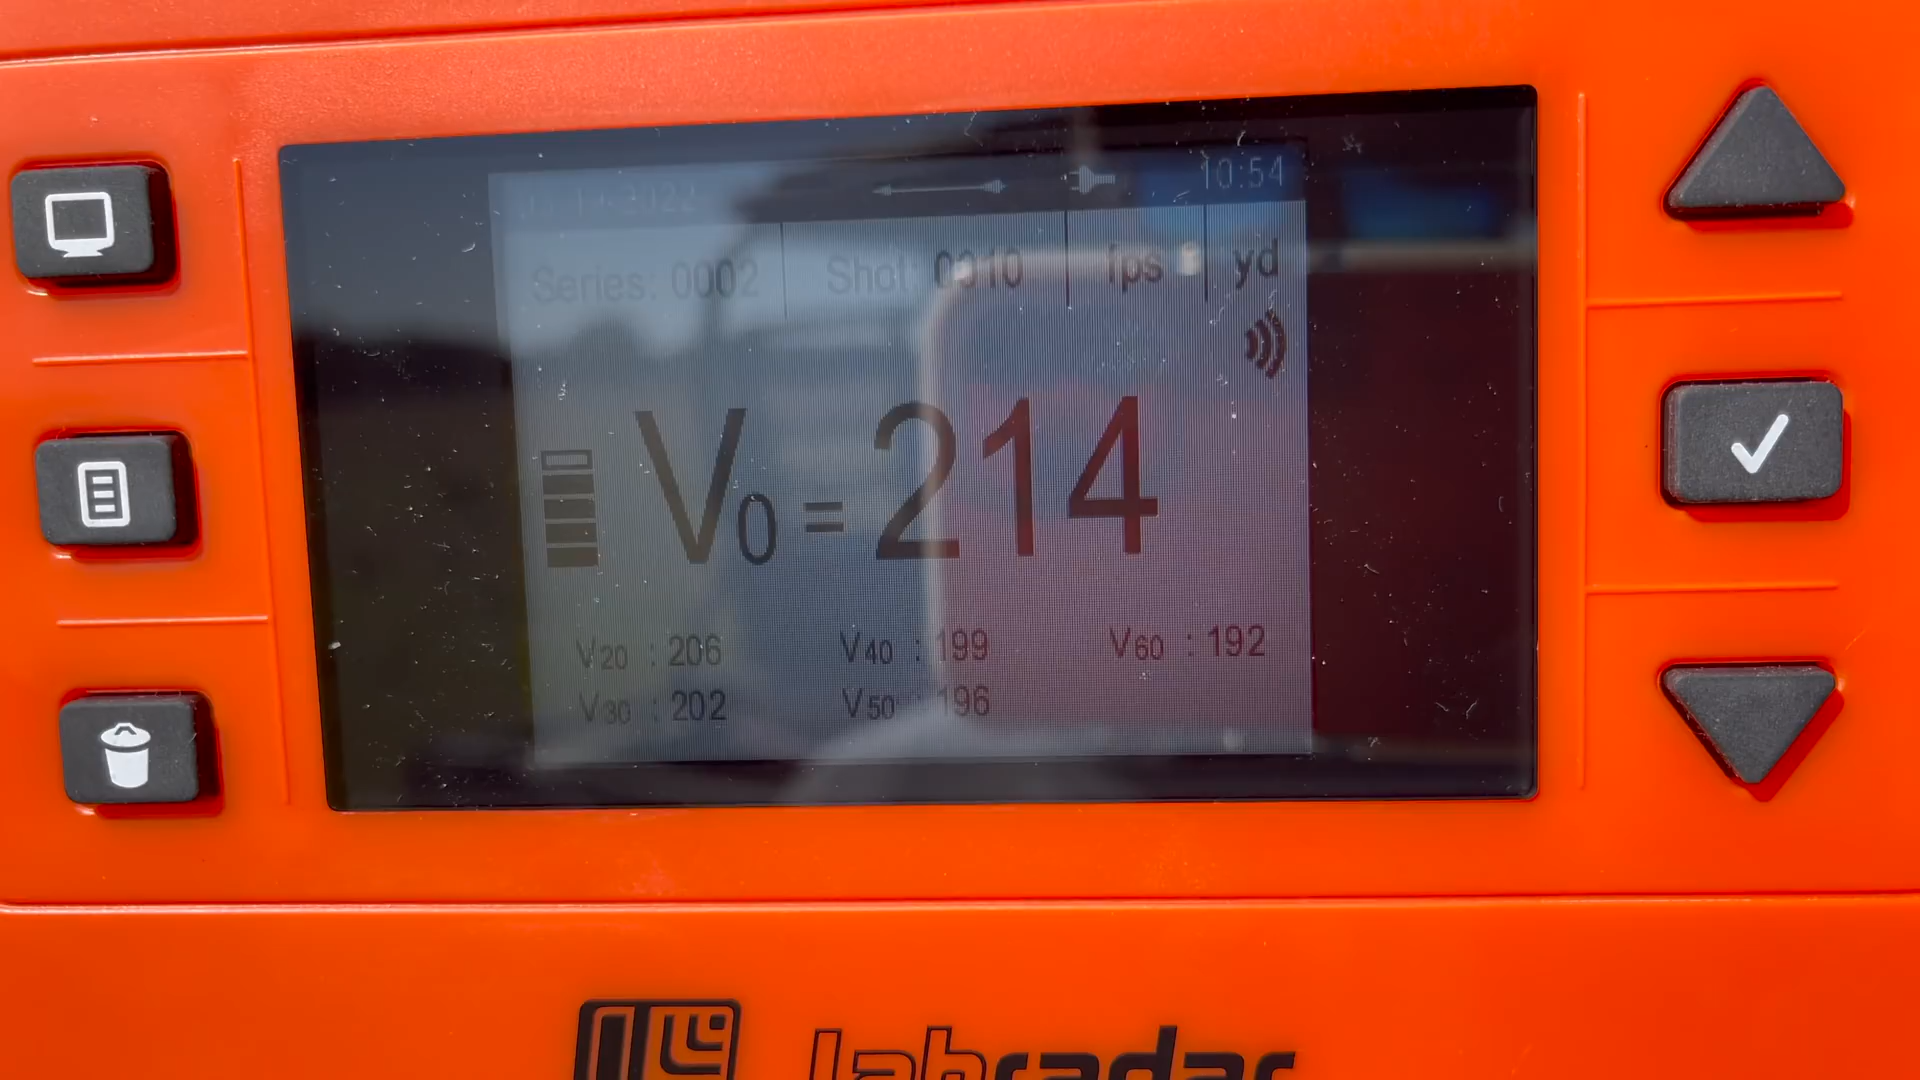 10:54
Series: 0002 Shot: 0010 fps yd
V0 = 214
V20 : 206 V40 : 199 V60 : 192
V30 : 202 V50 : 196
labradar